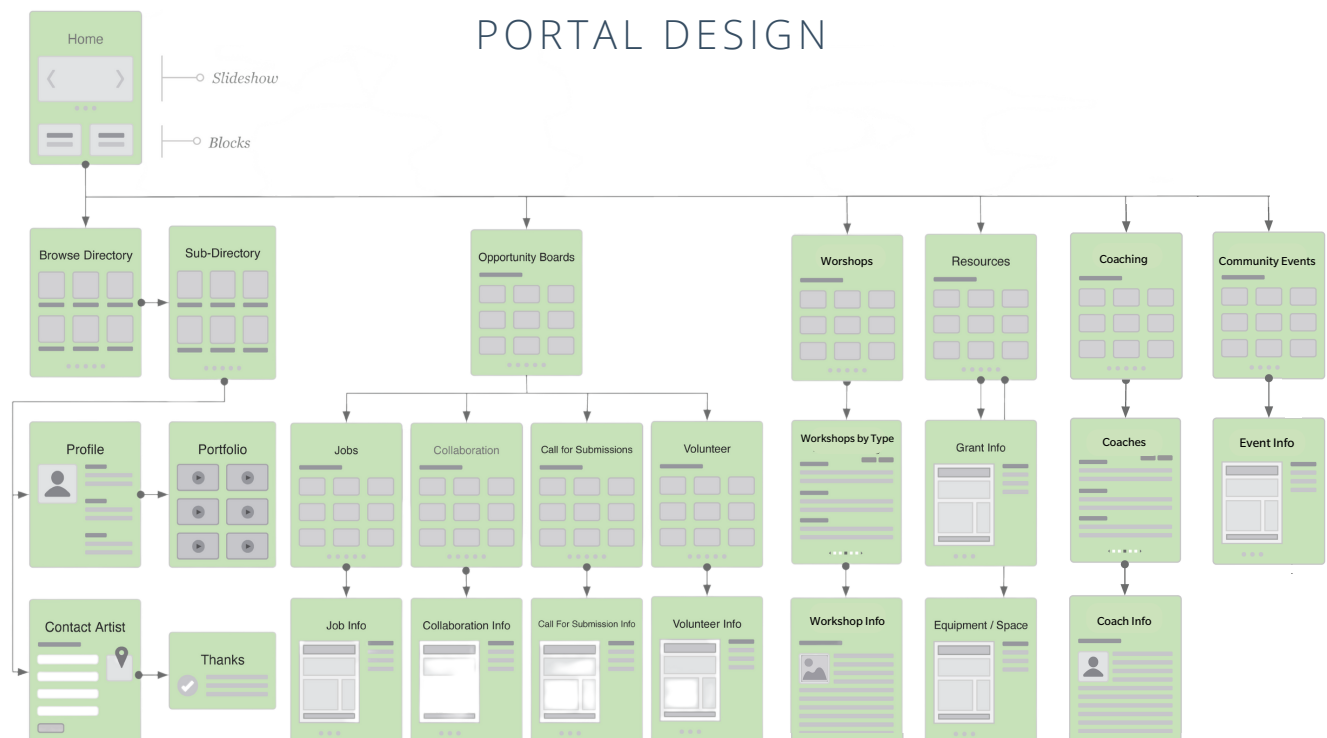 PORTAL DESIGN
Home
Slideshow
Blocks
Browse Directory
Sub-Directory
Opportunity Boards
Worshops
Resources
Coaching
Community Events
Profile
Portfolio
Jobs
Collaboration
Call for Submissions
Volunteer
Workshops by Type
Grant Info
Coaches
Event Info
Contact Artist
Thanks
Job Info
Collaboration Info
Call For Submission Info
Volunteer Info
Workshop Info
Equipment / Space
Coach Info